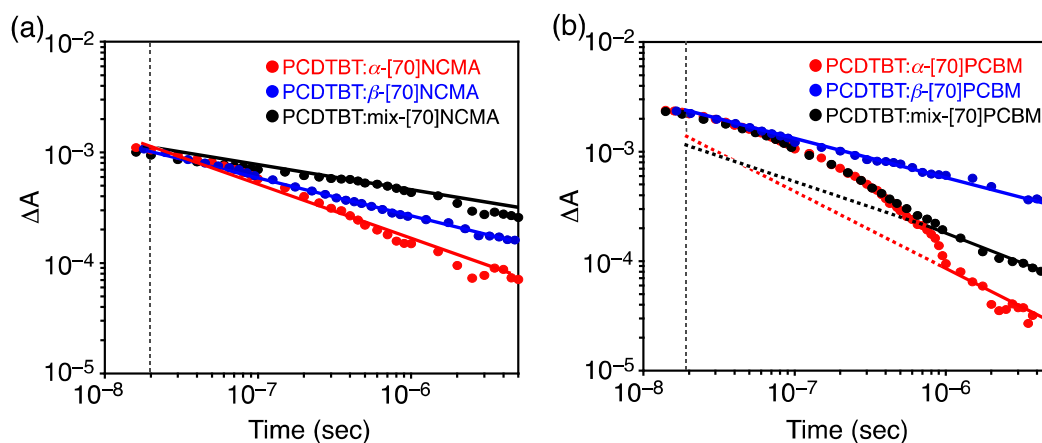 (a)
10⁻²
10⁻³
10⁻⁴
10⁻⁵
ΔA
PCDTBT:α-[70]NCMA
PCDTBT:β-[70]NCMA
PCDTBT:mix-[70]NCMA
10⁻⁸
10⁻⁷
10⁻⁶
Time (sec)
(b)
10⁻²
10⁻³
10⁻⁴
10⁻⁵
ΔA
PCDTBT:α-[70]PCBM
PCDTBT:β-[70]PCBM
PCDTBT:mix-[70]PCBM
10⁻⁸
10⁻⁷
10⁻⁶
Time (sec)